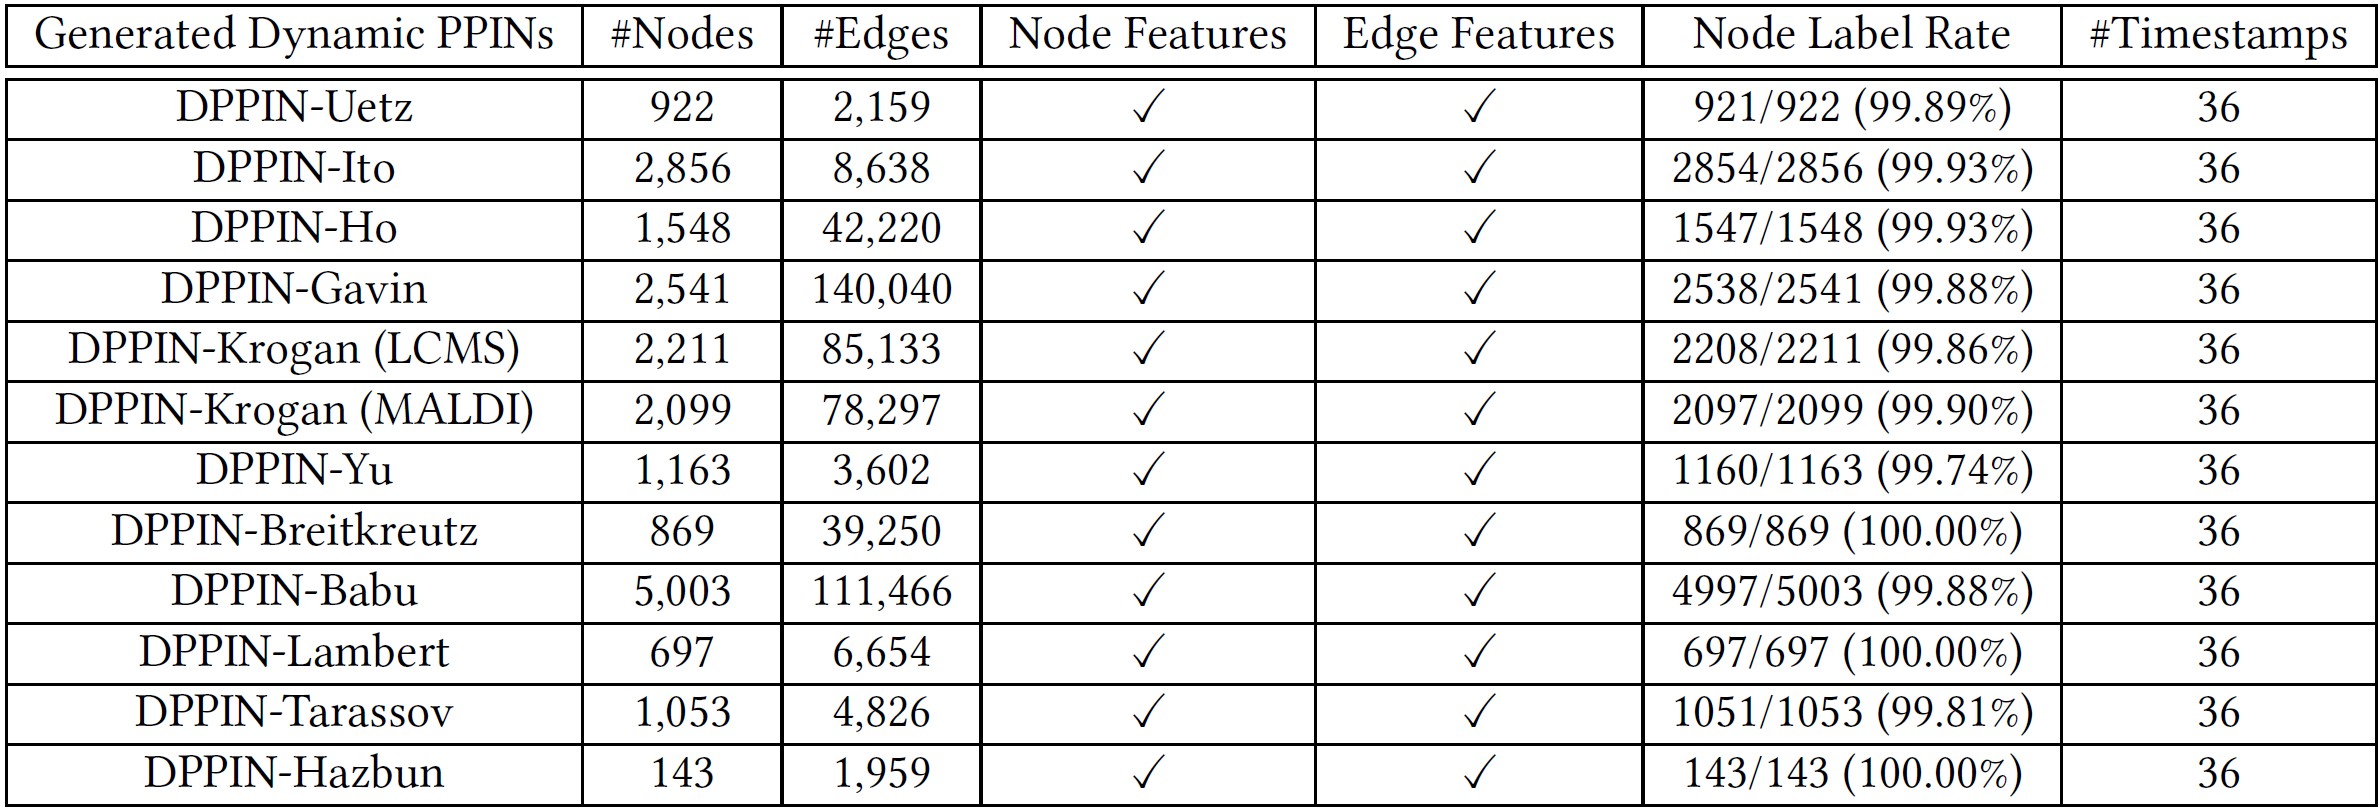 Generated Dynamic PPINs #Nodes #Edges Node Features Edge Features Node Label Rate #Timestamps
DPPIN-Uetz 922 2,159 ✓ ✓ 921/922 (99.89%) 36
DPPIN-Ito 2,856 8,638 ✓ ✓ 2854/2856 (99.93%) 36
DPPIN-Ho 1,548 42,220 ✓ ✓ 1547/1548 (99.93%) 36
DPPIN-Gavin 2,541 140,040 ✓ ✓ 2538/2541 (99.88%) 36
DPPIN-Krogan (LCMS) 2,211 85,133 ✓ ✓ 2208/2211 (99.86%) 36
DPPIN-Krogan (MALDI) 2,099 78,297 ✓ ✓ 2097/2099 (99.90%) 36
DPPIN-Yu 1,163 3,602 ✓ ✓ 1160/1163 (99.74%) 36
DPPIN-Breitkreutz 869 39,250 ✓ ✓ 869/869 (100.00%) 36
DPPIN-Babu 5,003 111,466 ✓ ✓ 4997/5003 (99.88%) 36
DPPIN-Lambert 697 6,654 ✓ ✓ 697/697 (100.00%) 36
DPPIN-Tarassov 1,053 4,826 ✓ ✓ 1051/1053 (99.81%) 36
DPPIN-Hazbun 143 1,959 ✓ ✓ 143/143 (100.00%) 36